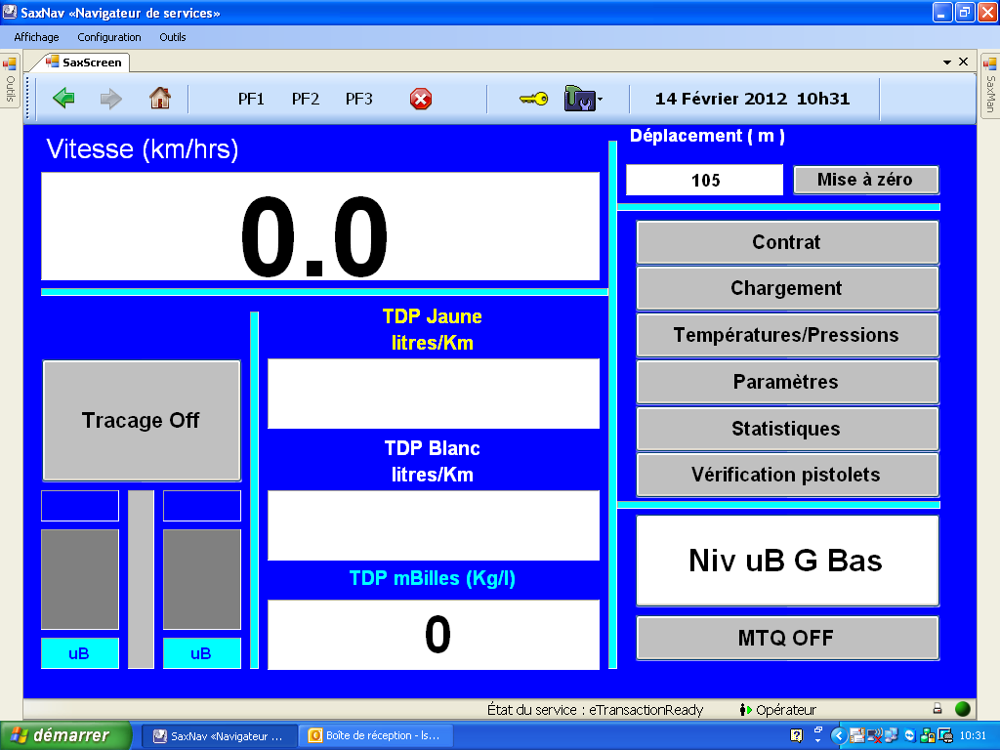 SaxNav «Navigateur de services»
Affichage Configuration Outils
SaxScreen
Outils
SaxMan
PF1 PF2 PF3
14 Février 2012 10h31
Vitesse (km/hrs)
0.0
Déplacement ( m )
105
Mise à zéro
Contrat
Chargement
Températures/Pressions
Paramètres
Statistiques
Vérification pistolets
Niv uB G Bas
MTQ OFF
Tracage Off
uB
uB
TDP Jaune
litres/Km
TDP Blanc
litres/Km
TDP mBilles (Kg/l)
0
État du service : eTransactionReady
Opérateur
démarrer
SaxNav «Navigateur ...
Boîte de réception - ls...
10:31